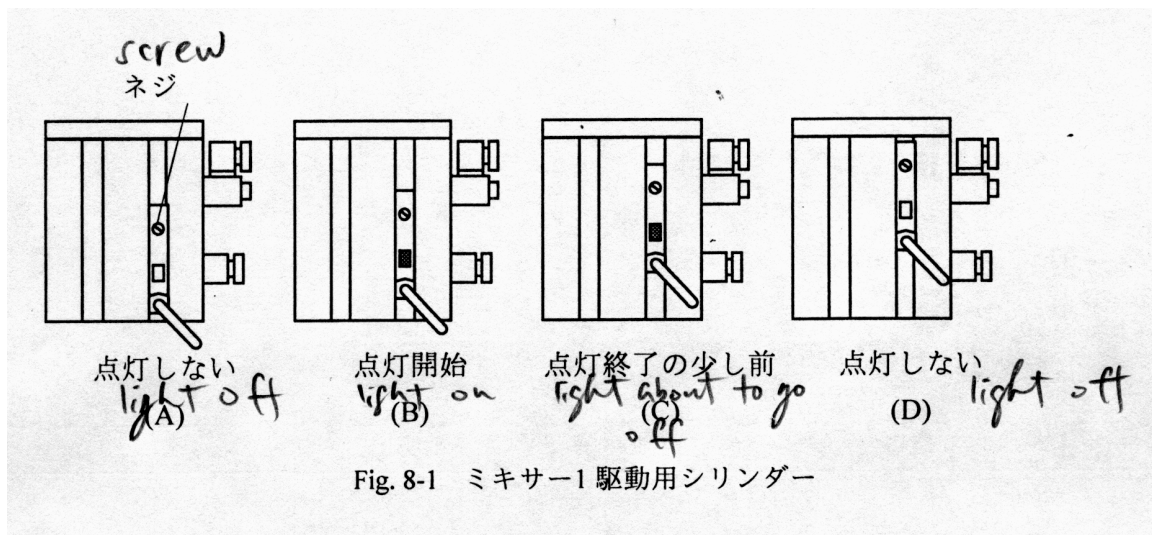 screw
ネジ
点灯しない 点灯開始 点灯終了の少し前 点灯しない
light off light on light about to go off light off
(A) (B) (C) (D)
Fig. 8-1 ミキサー1 駆動用シリンダー